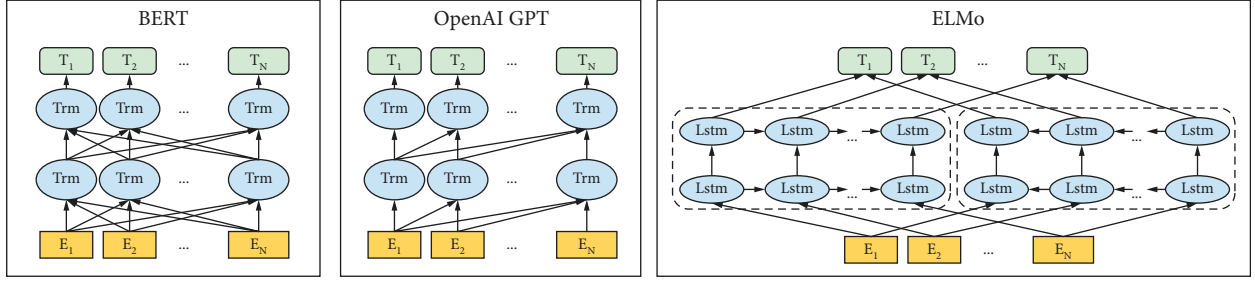 BERT
T1 T2 ... TN
Trm Trm ... Trm
Trm Trm ... Trm
E1 E2 ... EN
OpenAI GPT
T1 T2 ... TN
Trm Trm ... Trm
Trm Trm ... Trm
E1 E2 ... EN
ELMo
T1 T2 ... TN
Lstm Lstm ... Lstm Lstm Lstm ... Lstm
Lstm Lstm ... Lstm Lstm Lstm ... Lstm
E1 E2 ... EN